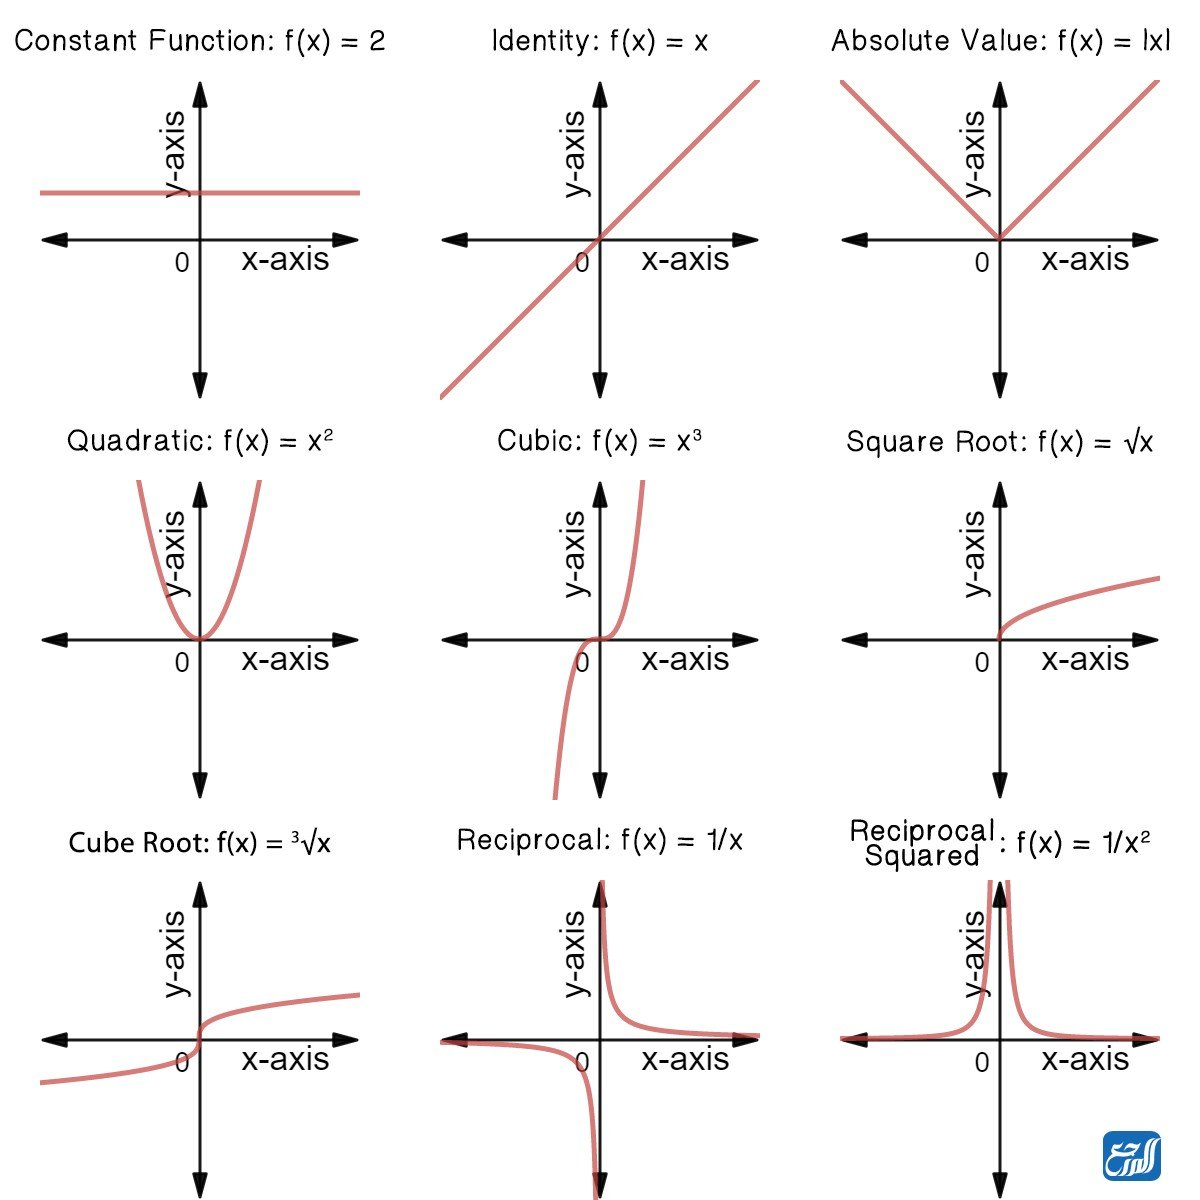 Constant Function: f(x) = 2
Identity: f(x) = x
Absolute Value: f(x) = |x|
y-axis
y-axis
y-axis
0
x-axis
0
x-axis
0
x-axis
Quadratic: f(x) = x²
Cubic: f(x) = x³
Square Root: f(x) = √x
y-axis
y-axis
y-axis
0
x-axis
0
x-axis
0
x-axis
Cube Root: f(x) = ³√x
Reciprocal: f(x) = 1/x
Reciprocal
Squared : f(x) = 1/x²
y-axis
y-axis
y-axis
0
x-axis
0
x-axis
0
x-axis
المرجع